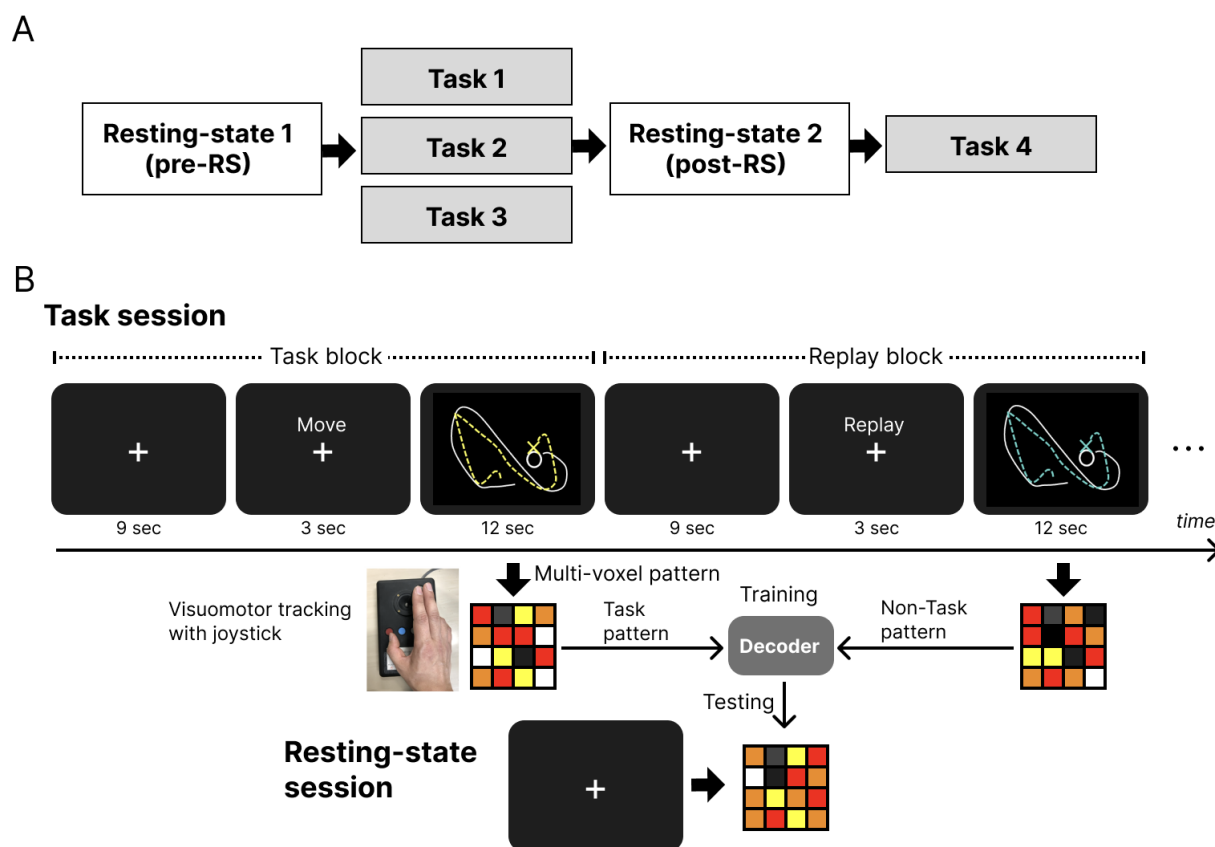 A
Resting-state 1
(pre-RS)
Task 1
Task 2
Task 3
Resting-state 2
(post-RS)
Task 4
B
Task session
Task block
Replay block
Move
Replay
...
9 sec
3 sec
12 sec
9 sec
3 sec
12 sec
time
Visuomotor tracking
with joystick
Multi-voxel pattern
Task
pattern
Training
Decoder
Non-Task
pattern
Testing
Resting-state
session